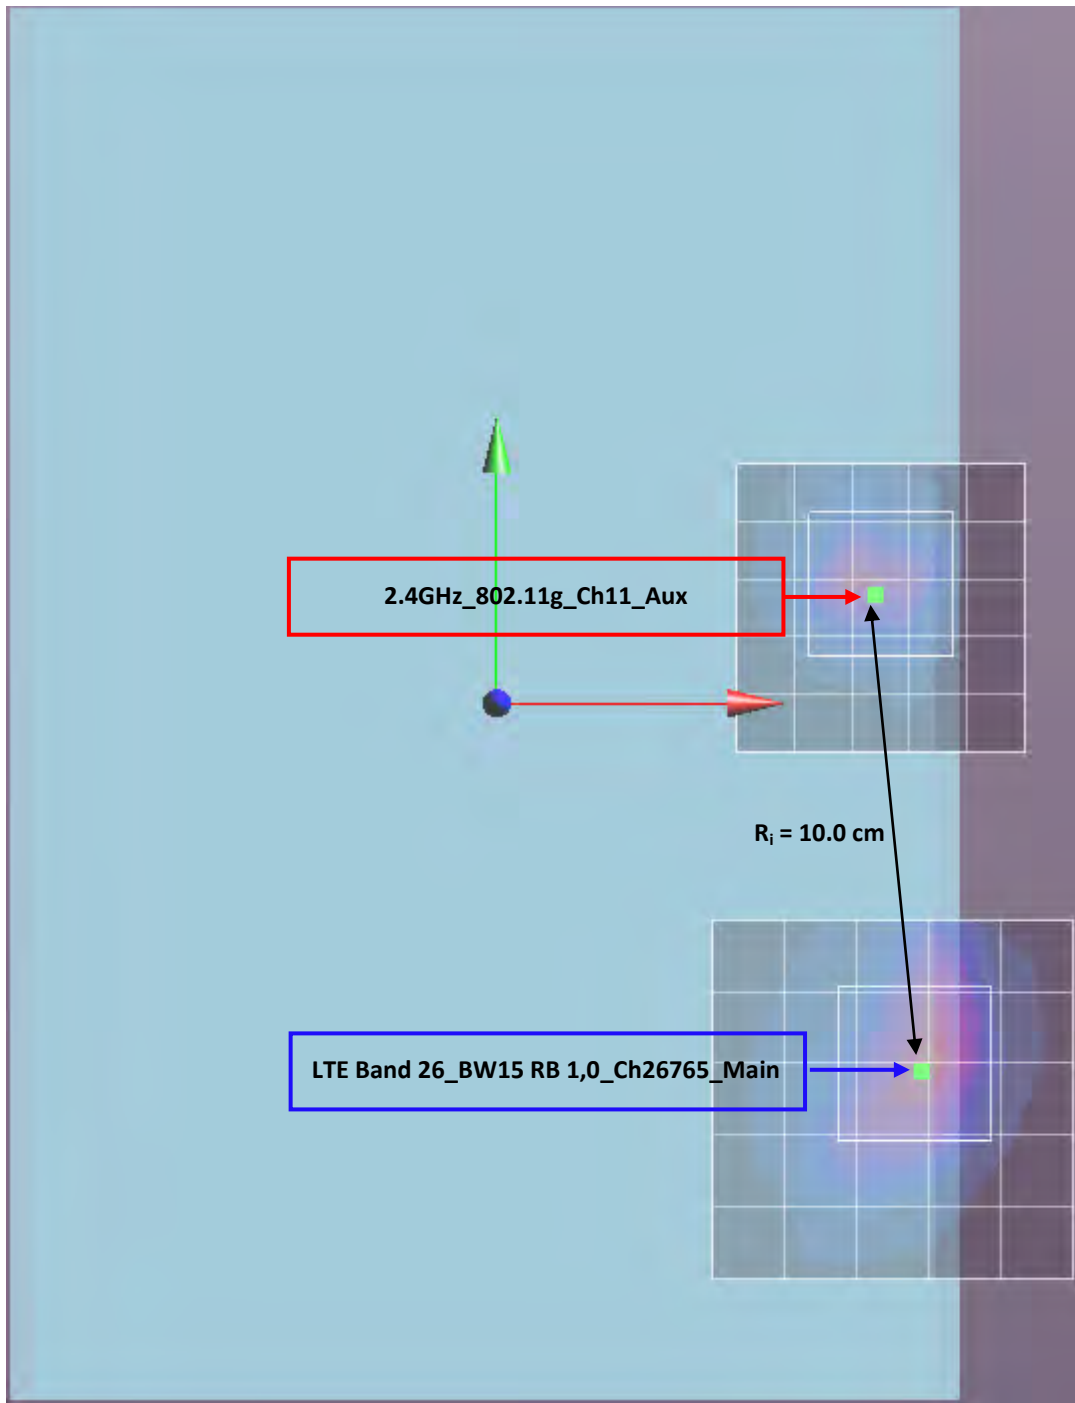 2.4GHz_802.11g_Ch11_Aux
Rᵢ = 10.0 cm
LTE Band 26_BW15 RB 1,0_Ch26765_Main